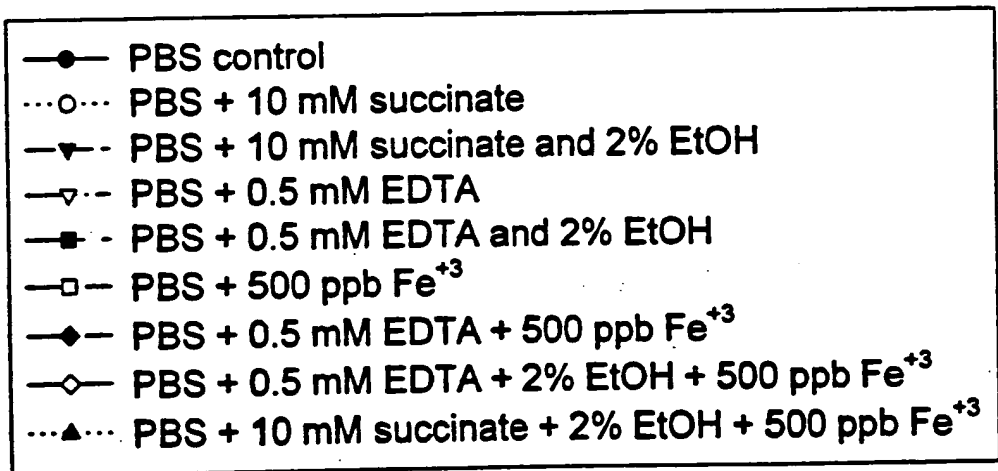 PBS control
PBS + 10 mM succinate
PBS + 10 mM succinate and 2% EtOH
PBS + 0.5 mM EDTA
PBS + 0.5 mM EDTA and 2% EtOH
PBS + 500 ppb Fe⁺³
PBS + 0.5 mM EDTA + 500 ppb Fe⁺³
PBS + 0.5 mM EDTA + 2% EtOH + 500 ppb Fe⁺³
PBS + 10 mM succinate + 2% EtOH + 500 ppb Fe⁺³